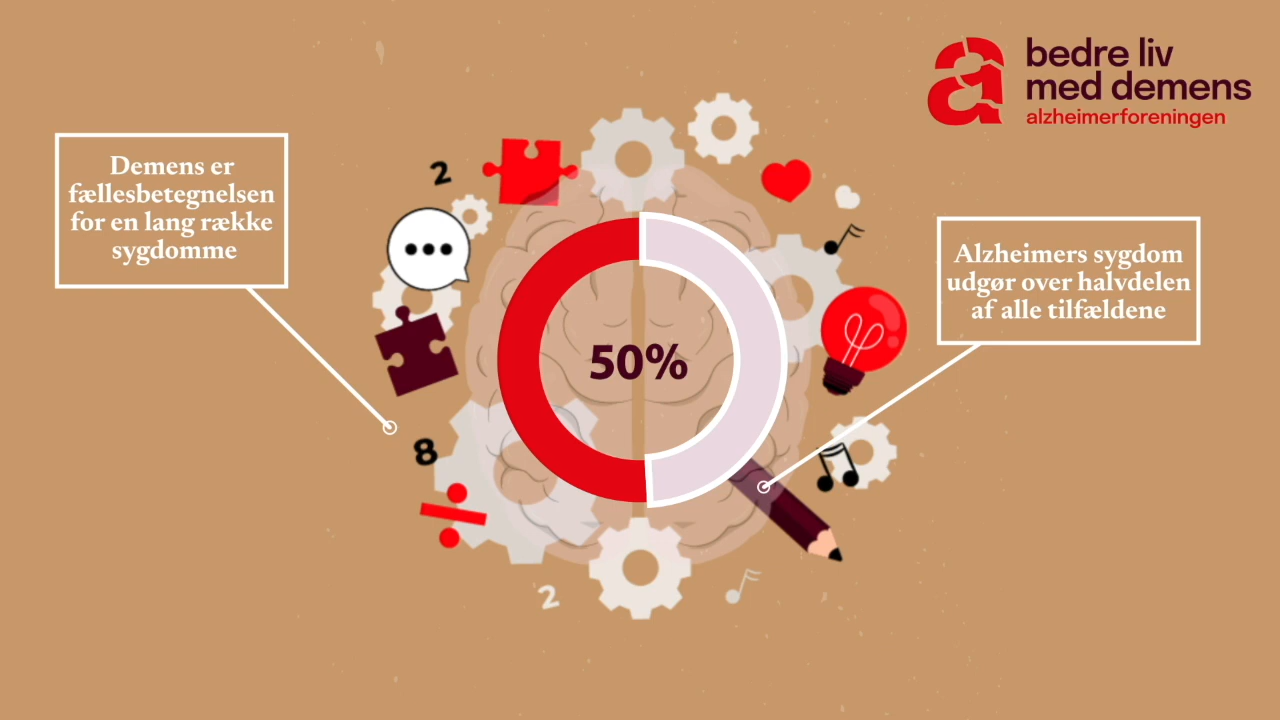 bedre liv
med demens
alzheimerforeningen
Demens er
fællesbetegnelsen
for en lang række
sygdomme
2
Alzheimers sygdom
udgør over halvdelen
af alle tilfældene
50%
8
÷
2